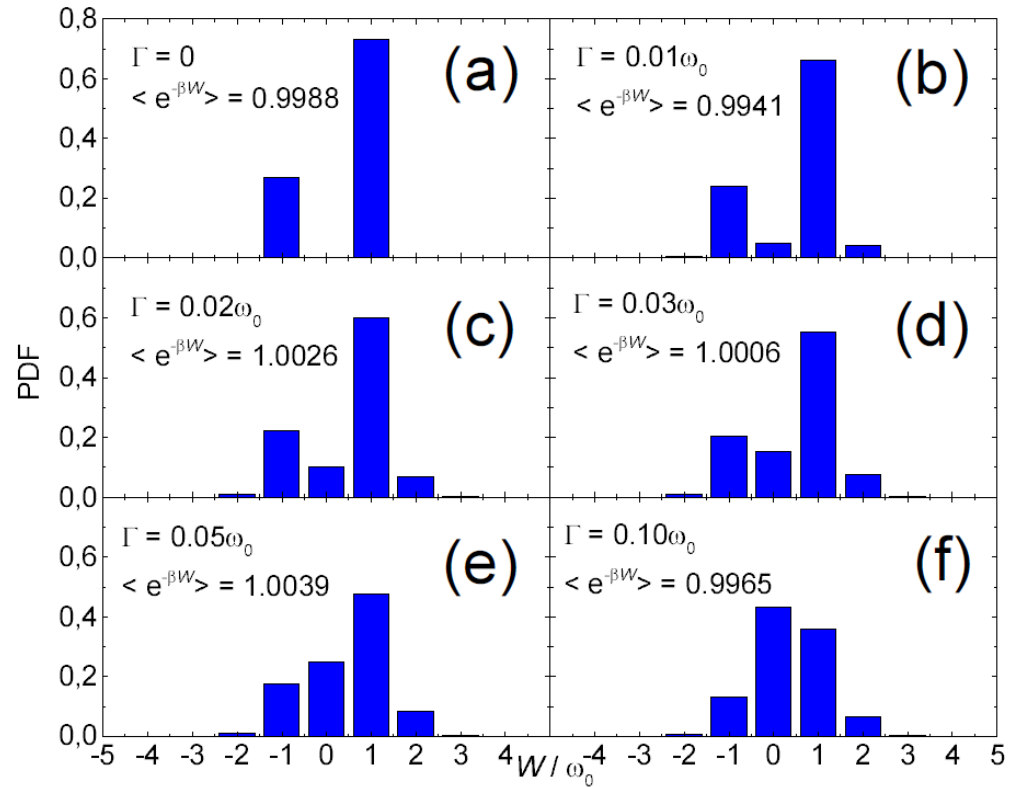 0,8
Γ = 0
< e^-βW > = 0.9988
(a)
Γ = 0.01ω₀
< e^-βW > = 0.9941
(b)
0,6
0,4
0,2
0,0
Γ = 0.02ω₀
< e^-βW > = 1.0026
(c)
Γ = 0.03ω₀
< e^-βW > = 1.0006
(d)
0,6
0,4
0,2
0,0
PDF
Γ = 0.05ω₀
< e^-βW > = 1.0039
(e)
Γ = 0.10ω₀
< e^-βW > = 0.9965
(f)
0,6
0,4
0,2
0,0
-5 -4 -3 -2 -1 0 1 2 3 4
-4 -3 -2 -1 0 1 2 3 4 5
W / ω₀